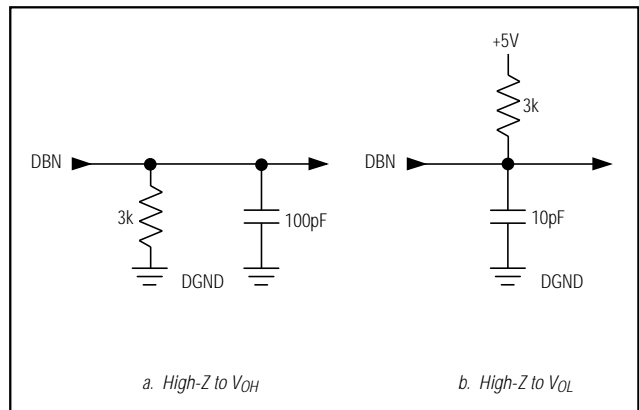 +5V
3k
DBN
3k
100pF
DGND
DBN
10pF
DGND
a. High-Z to VOH
b. High-Z to VOL